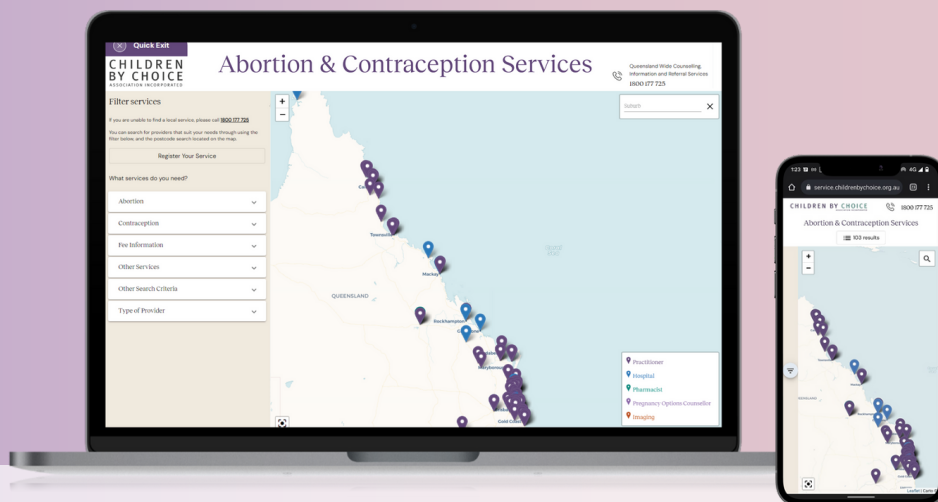 Quick Exit
CHILDREN
BY CHOICE
ASSOCIATION INCORPORATED
Abortion & Contraception Services
Queensland Wide Counselling,
Information and Referral Services
1800 177 725
Filter services
If you are unable to find a local service, please call 1800 177 725
You can search for providers that suit your needs through using the
filter below, and the postcode search located on the map.
Register Your Service
What services do you need?
Abortion
Contraception
Fee Information
Other Services
Other Search Criteria
Type of Provider
+
−
Townsville
Mackay
QUEENSLAND
Rockhampton
Maryborough
Gold Coast
Practitioner
Hospital
Pharmacist
Pregnancy Options Counsellor
Imaging
1:23
4G
service.childrenbychoice.org.au
CHILDREN BY CHOICE
1800 177 725
Abortion & Contraception Services
103 results
+
−
Mackay